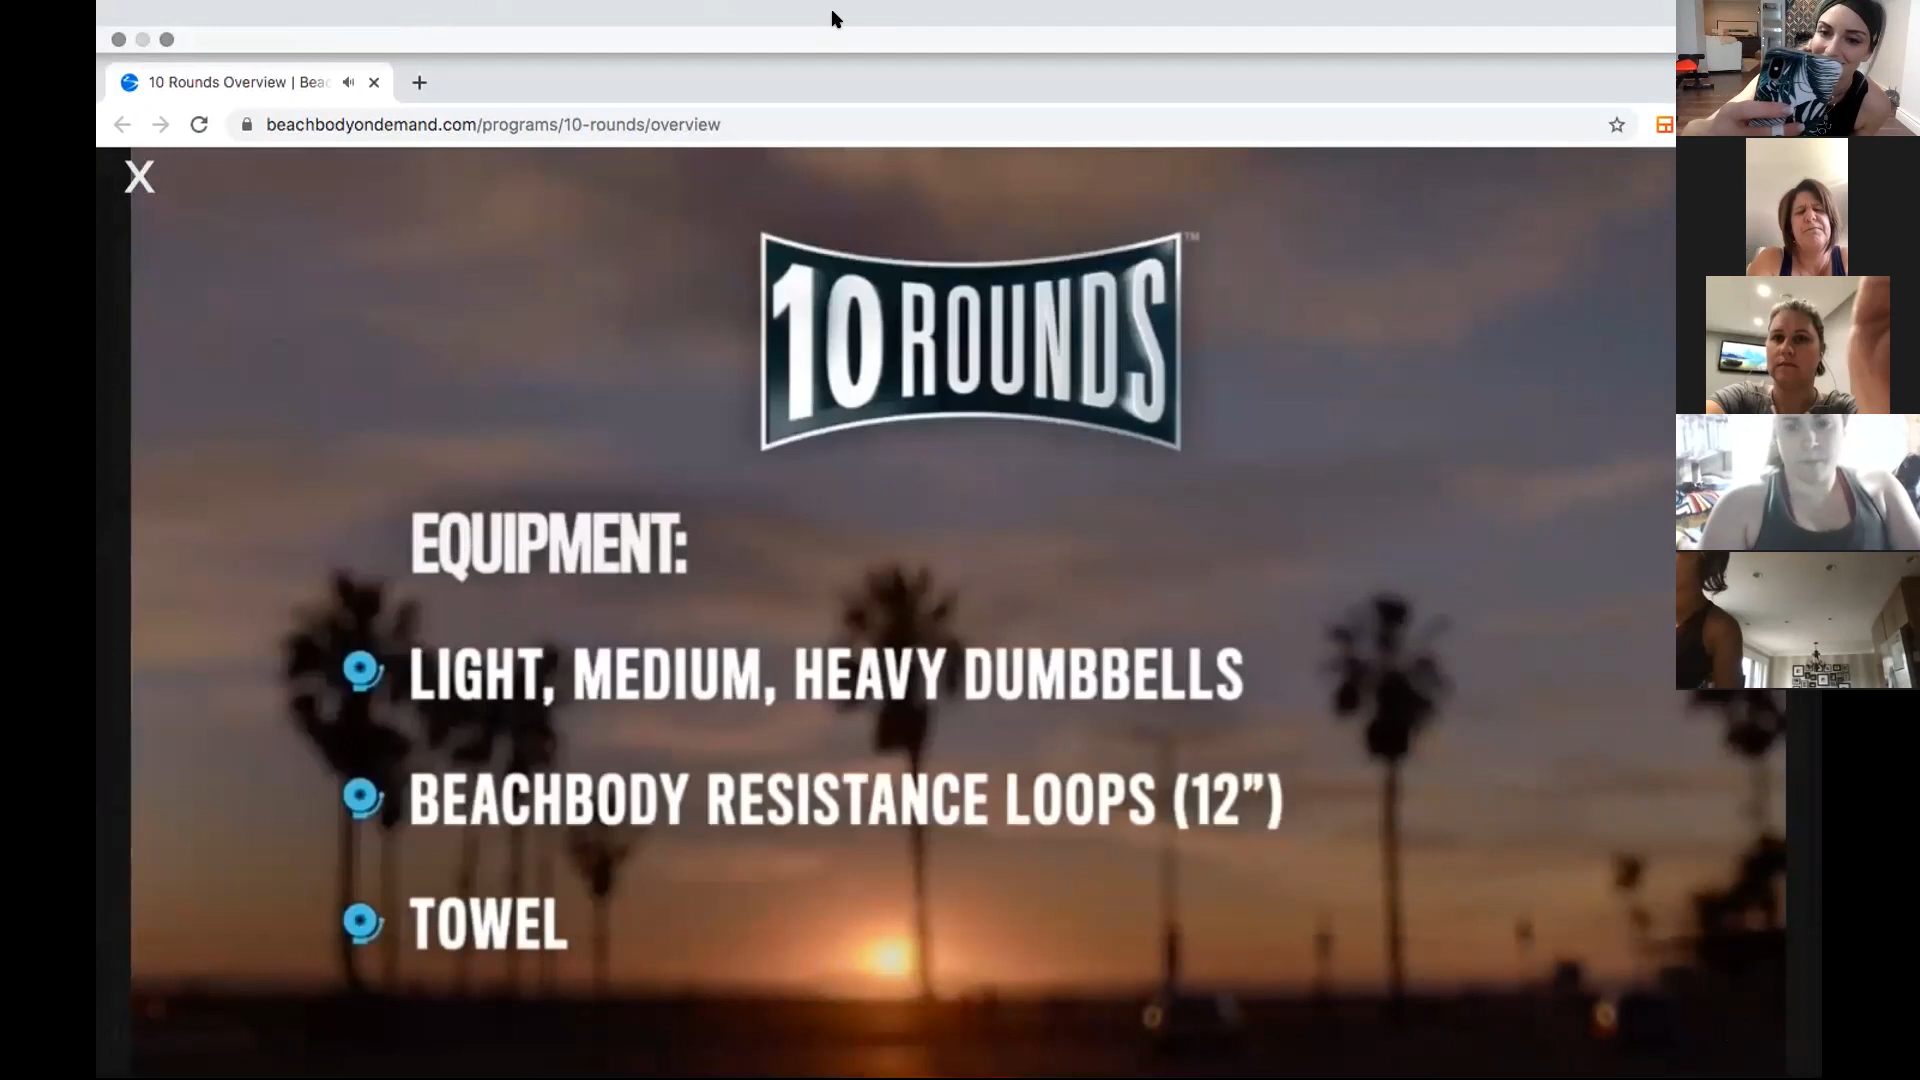 10 Rounds Overview | Bea
beachbodyondemand.com/programs/10-rounds/overview
X
10 ROUNDS™
EQUIPMENT:
LIGHT, MEDIUM, HEAVY DUMBBELLS
BEACHBODY RESISTANCE LOOPS (12”)
TOWEL